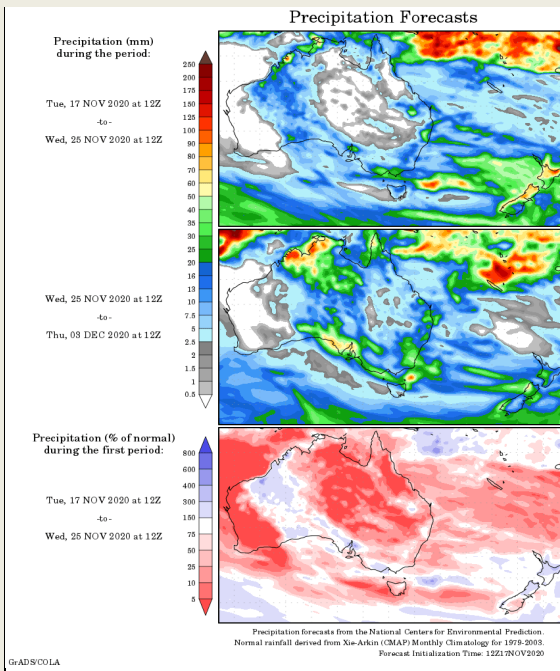 Precipitation Forecasts
Precipitation (mm)
during the period:
Tue, 17 NOV 2020 at 12Z
-to-
Wed, 25 NOV 2020 at 12Z
250
200
175
150
125
100
90
80
70
60
50
40
35
30
25
20
16
13
10
7.5
5
2.5
2
1.5
1
0.5
Wed, 25 NOV 2020 at 12Z
-to-
Thu, 03 DEC 2020 at 12Z
Precipitation (% of normal)
during the first period:
Tue, 17 NOV 2020 at 12Z
-to-
Wed, 25 NOV 2020 at 12Z
800
600
400
300
150
75
50
25
10
5
Precipitation forecasts from the National Centers for Environmental Prediction.
Normal rainfall derived from Xie-Arkin (CMAP) Monthly Climatology for 1979-2003.
Forecast Initialization Time: 12Z17NOV2020
GrADS/COLA